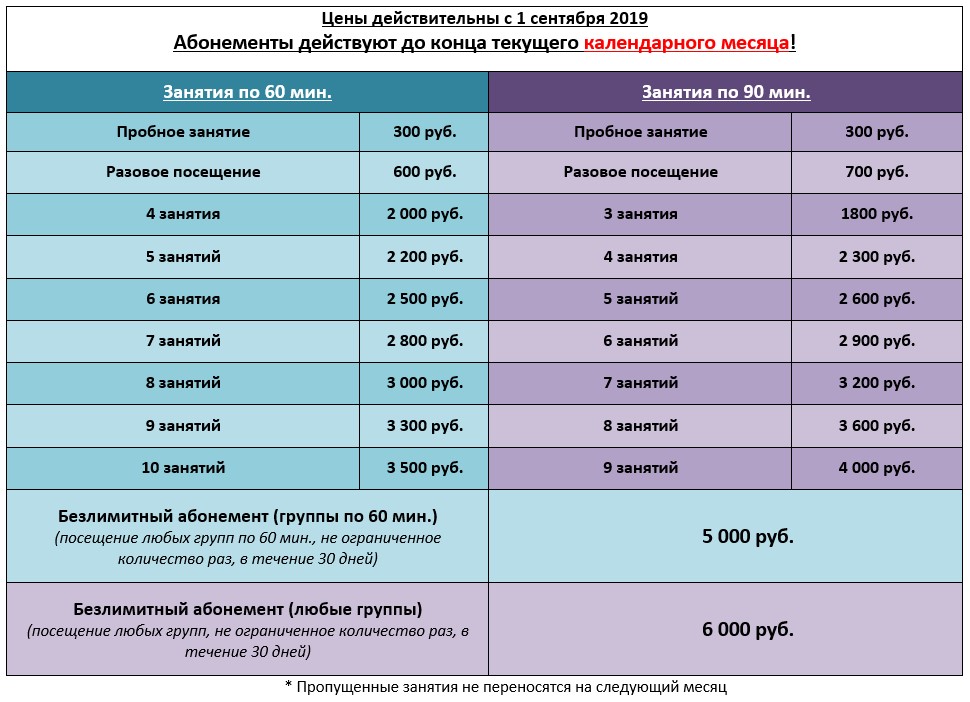 Цены действительны с 1 сентября 2019
Абонементы действуют до конца текущего календарного месяца!
Занятия по 60 мин. Занятия по 90 мин.
Пробное занятие 300 руб. Пробное занятие 300 руб.
Разовое посещение 600 руб. Разовое посещение 700 руб.
4 занятия 2 000 руб. 3 занятия 1800 руб.
5 занятий 2 200 руб. 4 занятия 2 300 руб.
6 занятия 2 500 руб. 5 занятий 2 600 руб.
7 занятий 2 800 руб. 6 занятий 2 900 руб.
8 занятий 3 000 руб. 7 занятий 3 200 руб.
9 занятий 3 300 руб. 8 занятий 3 600 руб.
10 занятий 3 500 руб. 9 занятий 4 000 руб.
Безлимитный абонемент (группы по 60 мин.)
(посещение любых групп по 60 мин., не ограниченное
количество раз, в течение 30 дней)
5 000 руб.
Безлимитный абонемент (любые группы)
(посещение любых групп, не ограниченное количество раз, в
течение 30 дней)
6 000 руб.
* Пропущенные занятия не переносятся на следующий месяц